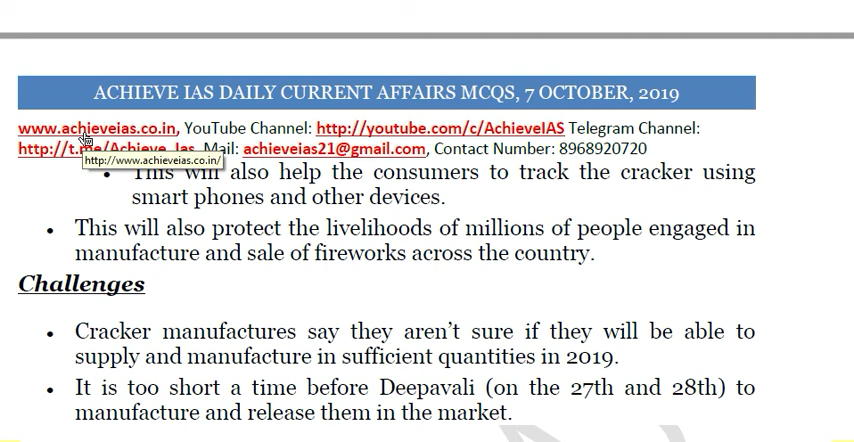 ACHIEVE IAS DAILY CURRENT AFFAIRS MCQS, 7 OCTOBER, 2019
www.achieveias.co.in, YouTube Channel: http://youtube.com/c/AchieveIAS Telegram Channel:
http://t.me/Achieve_Ias, Mail: achieveias21@gmail.com, Contact Number: 8968920720
http://www.achieveias.co.in/
• This will also help the consumers to track the cracker using
smart phones and other devices.
• This will also protect the livelihoods of millions of people engaged in
manufacture and sale of fireworks across the country.
Challenges
• Cracker manufactures say they aren't sure if they will be able to
supply and manufacture in sufficient quantities in 2019.
• It is too short a time before Deepavali (on the 27th and 28th) to
manufacture and release them in the market.